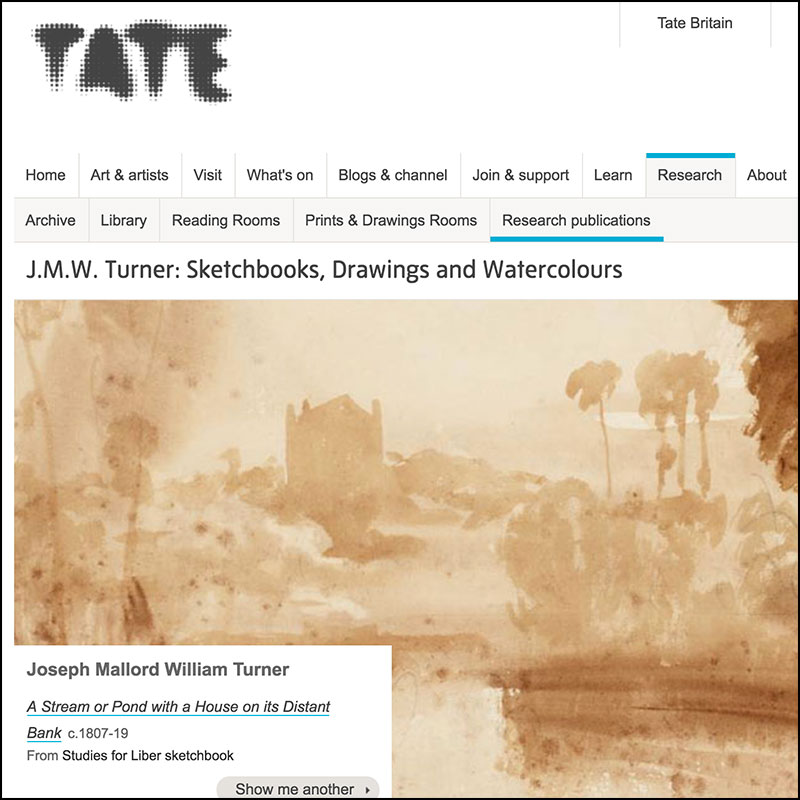 TATE
Tate Britain
Home Art & artists Visit What's on Blogs & channel Join & support Learn Research About
Archive Library Reading Rooms Prints & Drawings Rooms Research publications
J.M.W. Turner: Sketchbooks, Drawings and Watercolours
Joseph Mallord William Turner
A Stream or Pond with a House on its Distant
Bank c.1807-19
From Studies for Liber sketchbook
Show me another